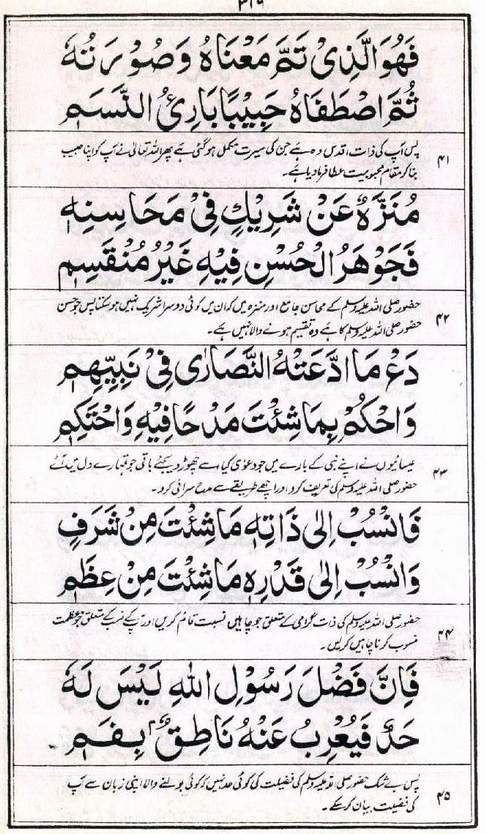 ۳۲۹
فَهُوَ الَّذِیْ تَمَّ مَعْنَاهُ وَصُوْرَتُهٗ
ثُمَّ اصْطَفَاهُ حَبِیْبًا بَارِئُ النَّسَمِ
۴۱ پس آپ کی ذات اقدس وہ ہے جن کی سیرت مکمل ہو گئی ہے پھر اللہ تعالیٰ نے آپ کو اپنا حبیب
بنا کر مقام محبوبیت عطا فرما دیا ہے۔
مُنَزَّهٌ عَنْ شَرِیْكٍ فِیْ مَحَاسِنِهٖ
فَجَوْهَرُ الْحُسْنِ فِیْهِ غَیْرُ مُنْقَسِمٖ
۴۲ حضور صلی اللہ علیہ وسلم کے محاسن جامع اور منزہ میں کہ ان میں کوئی دوسرا شریک نہیں ہو سکتا پس جو حسن
حضور صلی اللہ علیہ وسلم کا ہے وہ تقسیم ہونے والا نہیں ہے۔
دَعْ مَا ادَّعَتْهُ النَّصَارٰی فِیْ نَبِیِّهِمٖ
وَاحْكُمْ بِمَا شِئْتَ مَدْحًا فِیْهِ وَاحْتَكِمٖ
۴۳ عیسائیوں نے اپنے نبی کے بارے میں جو دعویٰ کیا اسے چھوڑ دیجئے باقی جو تمہارے دل میں آئے
حضور صلی اللہ علیہ وسلم کی تعریف کرو اور اچھے طریقے سے مدح سرائی کرو۔
فَانْسُبْ اِلٰی ذَاتِهٖ مَا شِئْتَ مِنْ شَرَفٍ
وَانْسُبْ اِلٰی قَدْرِهٖ مَا شِئْتَ مِنْ عِظَمٖ
۴۴ حضور صلی اللہ علیہ وسلم کی ذات گرامی کے متعلق جو چاہیں نسبت قائم کریں اور آپ کے نسب کے متعلق جو عظمت
منسوب کرنا چاہیں کریں۔
فَاِنَّ فَضْلَ رَسُوْلِ اللهِ لَیْسَ لَهٗ
حَدٌّ فَیُعْرِبُ عَنْهُ نَاطِقٌ بِفَمٖ
۴۵ پس بے شک حضور صلی اللہ علیہ وسلم کی فضیلت کی کوئی حد نہیں کہ کوئی بولنے والا اپنی زبان سے آپ
کی فضیلت بیان کر سکے۔